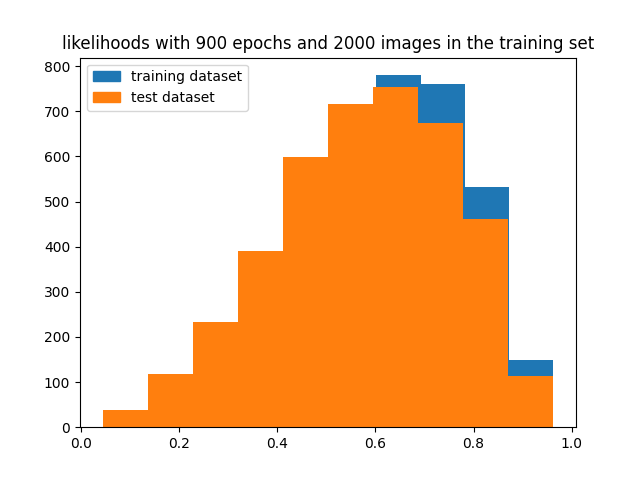 likelihoods with 900 epochs and 2000 images in the training set
training dataset
test dataset
800
700
600
500
400
300
200
100
0
0.0 0.2 0.4 0.6 0.8 1.0